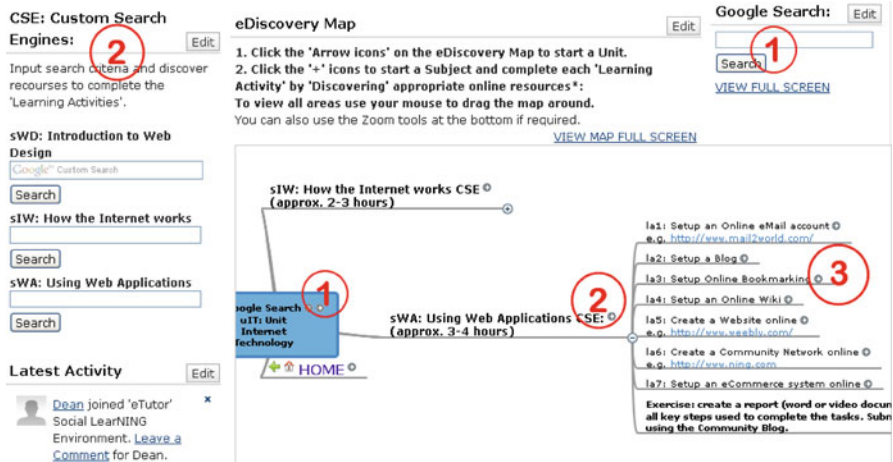 CSE: Custom Search
Engines:
2
Edit
Input search criteria and discover
recourses to complete the
'Learning Activities'.
sWD: Introduction to Web
Design
Google™ Custom Search
Search
sIW: How the Internet works
Search
sWA: Using Web Applications
Search
Latest Activity
Edit
Dean joined 'eTutor'
x
Social LearNING
Environment. Leave a
Comment for Dean.
eDiscovery Map
Edit
1. Click the 'Arrow icons' on the eDiscovery Map to start a Unit.
2. Click the '+' icons to start a Subject and complete each 'Learning
Activity' by 'Discovering' appropriate online resources*:
To view all areas use your mouse to drag the map around.
You can also use the Zoom tools at the bottom if required.
VIEW MAP FULL SCREEN
Google Search:
Edit
1
Search
VIEW FULL SCREEN
sIW: How the Internet works CSE
(approx. 2-3 hours)
oogle Search
uIT: Unit
Internet
Technology
1
HOME
sWA: Using Web Applications CSE:
(approx. 3-4 hours)
2
la1: Setup an Online eMail account
e.g. http://www.mail2world.com/
la2: Setup a Blog
la3: Setup Online Bookmarking
3
la4: Setup an Online Wiki
la5: Create a Website online
e.g. http://www.weebly.com/
la6: Create a Community Network online
e.g. http://www.ning.com
la7: Setup an eCommerce system online
Exercise: create a report (word or video docum
all key steps used to complete the tasks. Subm
using the Community Blog.